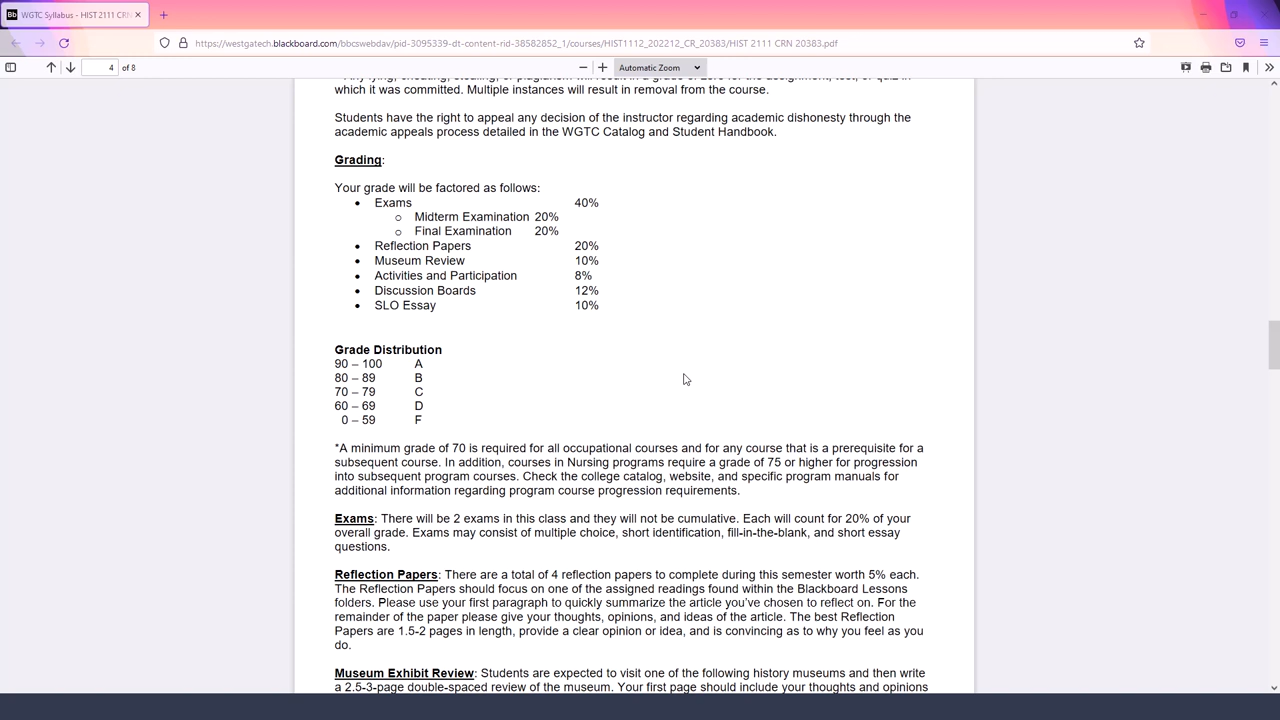 Bb WGTC Syllabus - HIST 2111 CRN
https://westgatech.blackboard.com/bbcswebdav/pid-3095339-dt-content-rid-38582852_1/courses/HIST1112_202212_CR_20383/HIST 2111 CRN 20383.pdf
4 of 8
Automatic Zoom
which it was committed. Multiple instances will result in removal from the course.
Students have the right to appeal any decision of the instructor regarding academic dishonesty through the
academic appeals process detailed in the WGTC Catalog and Student Handbook.
Grading:
Your grade will be factored as follows:
• Exams 40%
o Midterm Examination 20%
o Final Examination 20%
• Reflection Papers 20%
• Museum Review 10%
• Activities and Participation 8%
• Discussion Boards 12%
• SLO Essay 10%
Grade Distribution
90 – 100 A
80 – 89 B
70 – 79 C
60 – 69 D
0 – 59 F
*A minimum grade of 70 is required for all occupational courses and for any course that is a prerequisite for a
subsequent course. In addition, courses in Nursing programs require a grade of 75 or higher for progression
into subsequent program courses. Check the college catalog, website, and specific program manuals for
additional information regarding program course progression requirements.
Exams: There will be 2 exams in this class and they will not be cumulative. Each will count for 20% of your
overall grade. Exams may consist of multiple choice, short identification, fill-in-the-blank, and short essay
questions.
Reflection Papers: There are a total of 4 reflection papers to complete during this semester worth 5% each.
The Reflection Papers should focus on one of the assigned readings found within the Blackboard Lessons
folders. Please use your first paragraph to quickly summarize the article you've chosen to reflect on. For the
remainder of the paper please give your thoughts, opinions, and ideas of the article. The best Reflection
Papers are 1.5-2 pages in length, provide a clear opinion or idea, and is convincing as to why you feel as you
do.
Museum Exhibit Review: Students are expected to visit one of the following history museums and then write
a 2.5-3-page double-spaced review of the museum. Your first page should include your thoughts and opinions